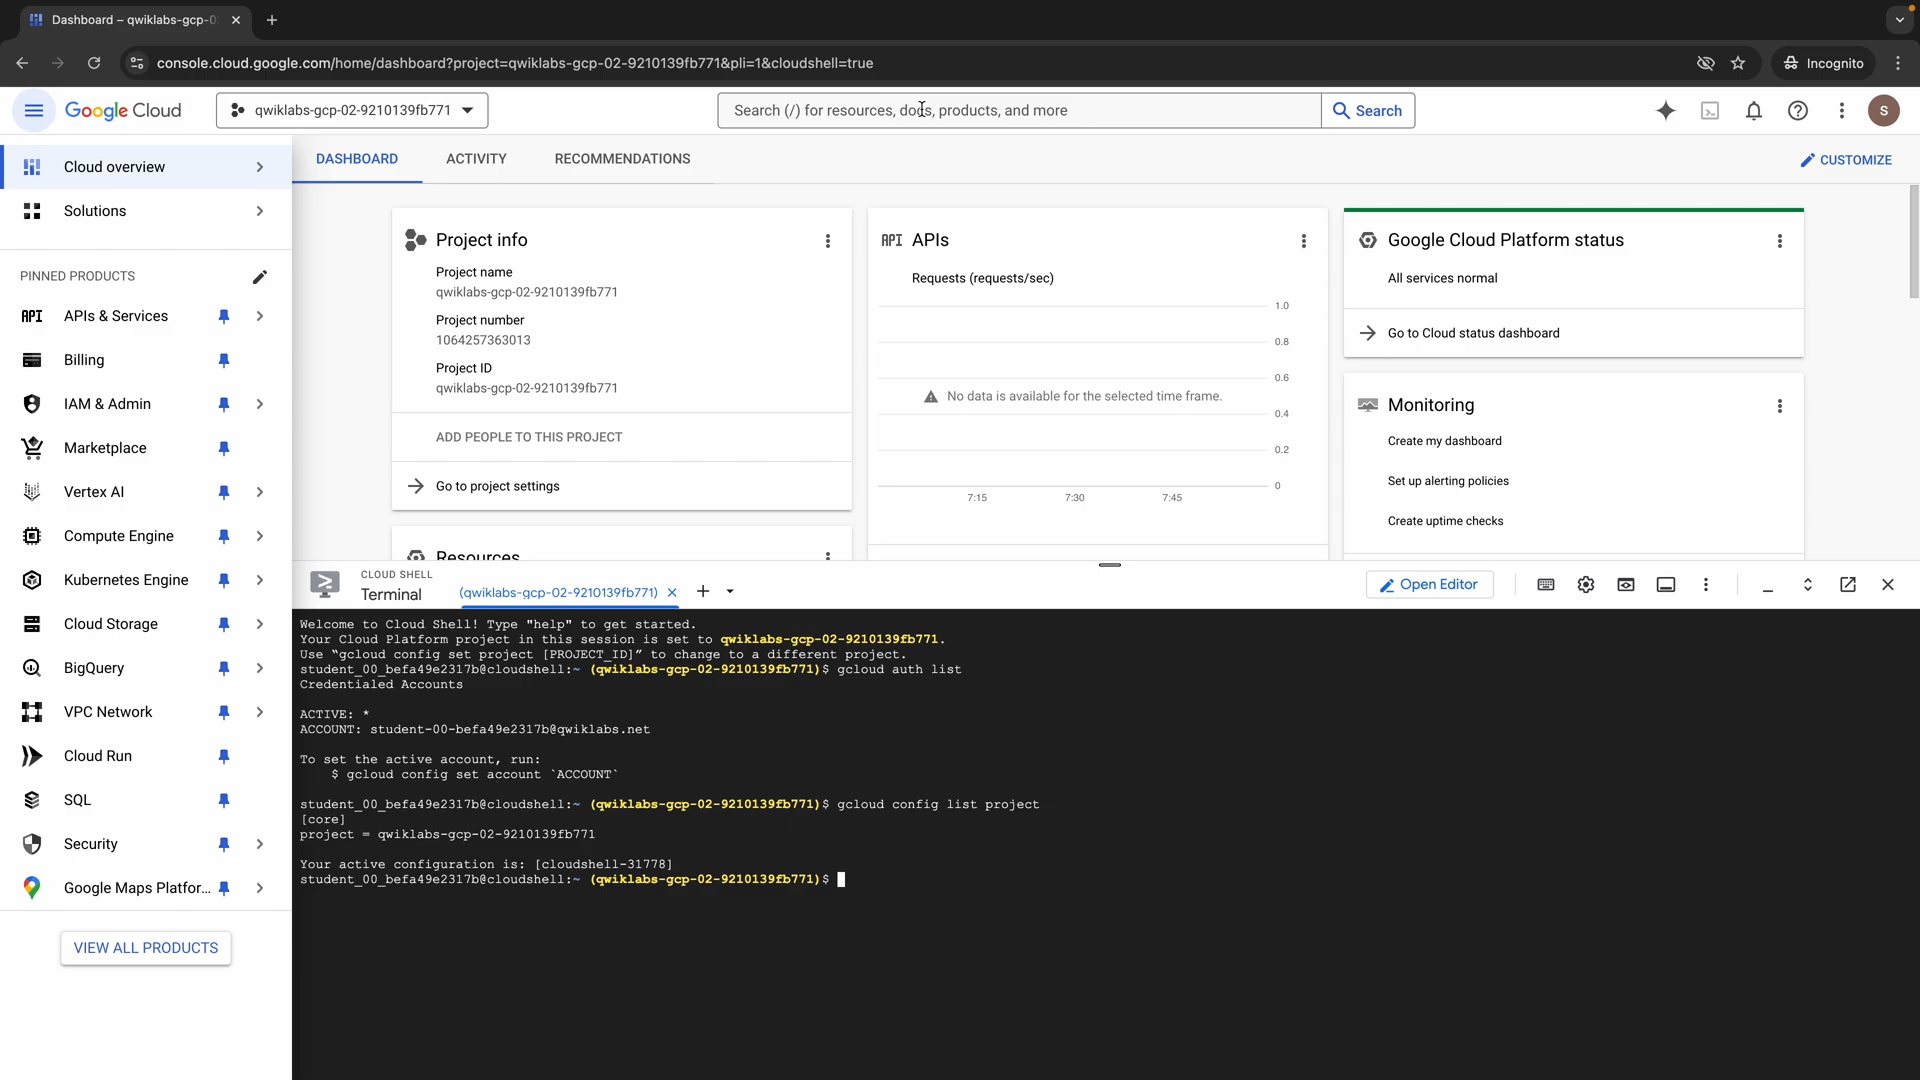 Dashboard – qwiklabs-gcp-0
console.cloud.google.com/home/dashboard?project=qwiklabs-gcp-02-9210139fb771&pli=1&cloudshell=true
Incognito
Google Cloud
qwiklabs-gcp-02-9210139fb771
Search (/) for resources, docs, products, and more
Search
S
Cloud overview
Solutions
PINNED PRODUCTS
API APIs & Services
Billing
IAM & Admin
Marketplace
Vertex AI
Compute Engine
Kubernetes Engine
Cloud Storage
BigQuery
VPC Network
Cloud Run
SQL
Security
Google Maps Platfor...
VIEW ALL PRODUCTS
DASHBOARD
ACTIVITY
RECOMMENDATIONS
CUSTOMIZE
Project info
Project name
qwiklabs-gcp-02-9210139fb771
Project number
1064257363013
Project ID
qwiklabs-gcp-02-9210139fb771
ADD PEOPLE TO THIS PROJECT
Go to project settings
Resources
API APIs
Requests (requests/sec)
1.0
0.8
0.6
No data is available for the selected time frame.
0.4
0.2
0
7:15 7:30 7:45
Google Cloud Platform status
All services normal
Go to Cloud status dashboard
Monitoring
Create my dashboard
Set up alerting policies
Create uptime checks
CLOUD SHELL
Terminal
(qwiklabs-gcp-02-9210139fb771)
Open Editor
Welcome to Cloud Shell! Type "help" to get started.
Your Cloud Platform project in this session is set to qwiklabs-gcp-02-9210139fb771.
Use “gcloud config set project [PROJECT_ID]” to change to a different project.
student_00_befa49e2317b@cloudshell:~ (qwiklabs-gcp-02-9210139fb771)$ gcloud auth list
Credentialed Accounts
ACTIVE: *
ACCOUNT: student-00-befa49e2317b@qwiklabs.net
To set the active account, run:
$ gcloud config set account `ACCOUNT`
student_00_befa49e2317b@cloudshell:~ (qwiklabs-gcp-02-9210139fb771)$ gcloud config list project
[core]
project = qwiklabs-gcp-02-9210139fb771
Your active configuration is: [cloudshell-31778]
student_00_befa49e2317b@cloudshell:~ (qwiklabs-gcp-02-9210139fb771)$